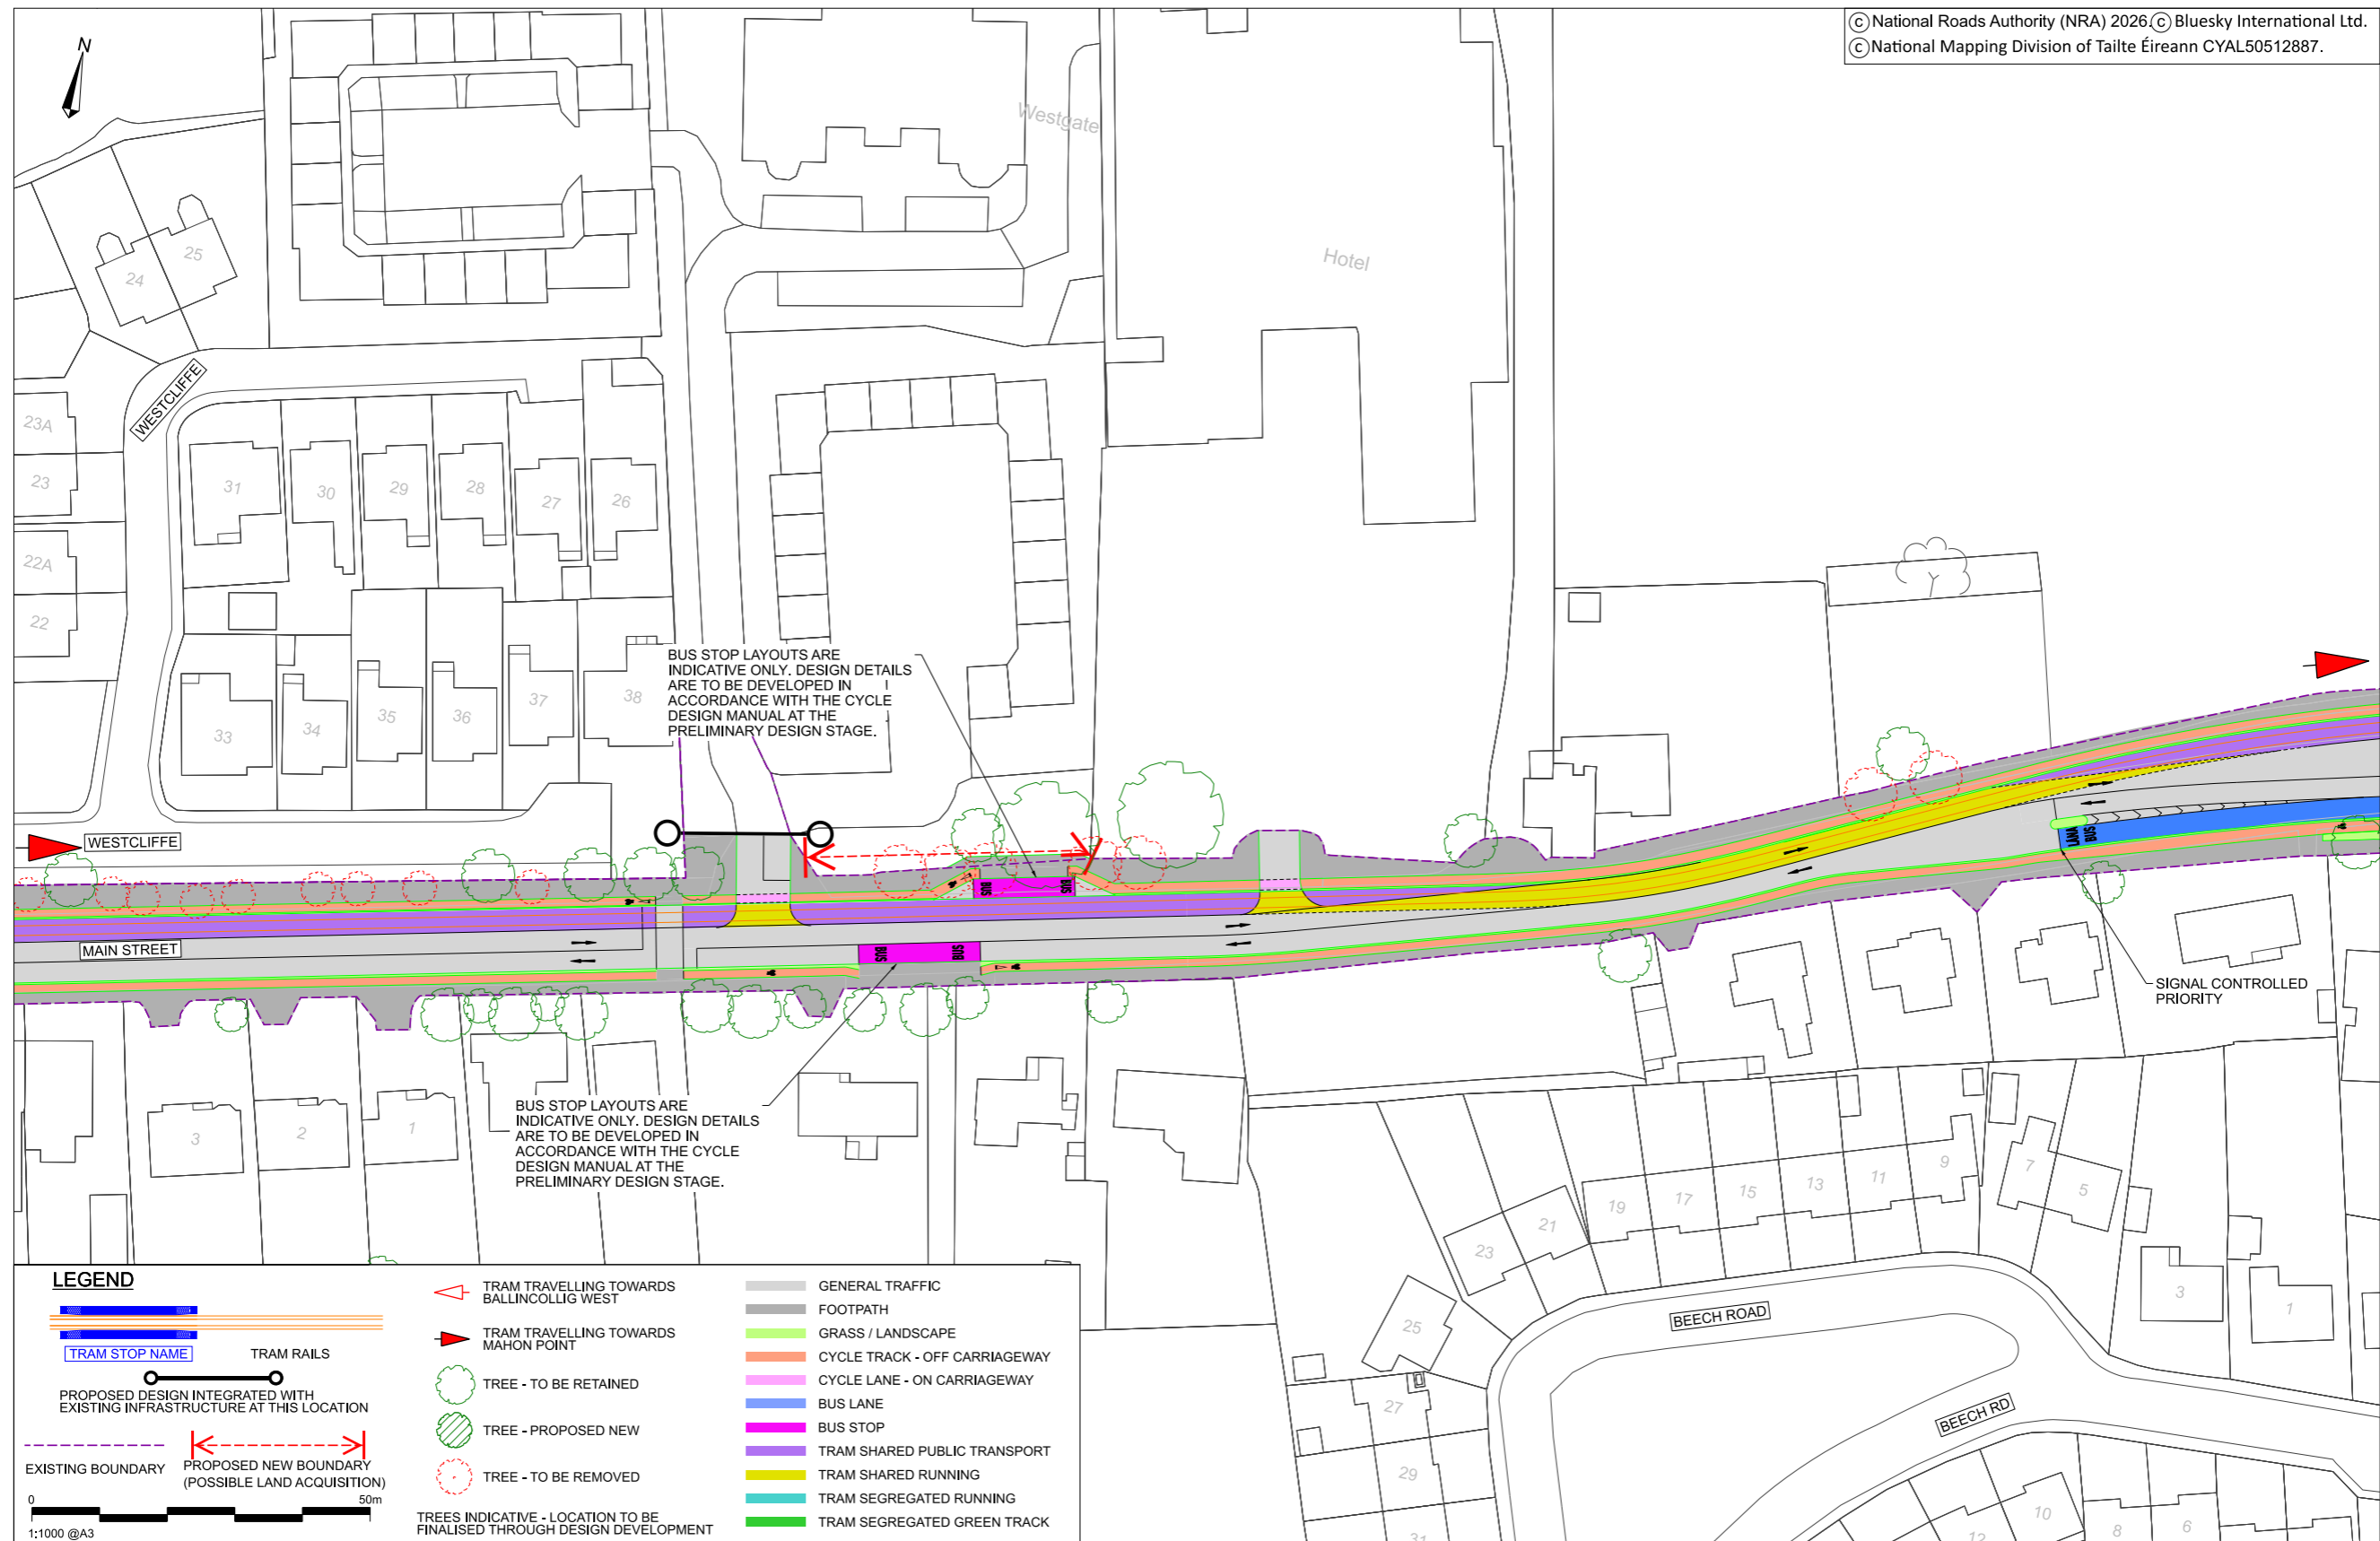 ©National Roads Authority (NRA) 2026.© Bluesky International Ltd.
©National Mapping Division of Tailte Éireann CYAL50512887.
N
Westgate
Hotel
25
24
WESTCLIFFE
23A
23
22A
22
31
30
29
28
27
26
33
34
35
36
37
38
BUS STOP LAYOUTS ARE
INDICATIVE ONLY. DESIGN DETAILS
ARE TO BE DEVELOPED IN
ACCORDANCE WITH THE CYCLE
DESIGN MANUAL AT THE
PRELIMINARY DESIGN STAGE.
WESTCLIFFE
MAIN STREET
BUS
BUS
BUS
BUS
LÁNA
BUS
SIGNAL CONTROLLED
PRIORITY
3
2
1
BUS STOP LAYOUTS ARE
INDICATIVE ONLY. DESIGN DETAILS
ARE TO BE DEVELOPED IN
ACCORDANCE WITH THE CYCLE
DESIGN MANUAL AT THE
PRELIMINARY DESIGN STAGE.
23
21
19
17
15
13
11
9
7
5
3
1
25
27
29
31
BEECH ROAD
BEECH RD
12
10
8
6
LEGEND
TRAM STOP NAME
TRAM RAILS
PROPOSED DESIGN INTEGRATED WITH
EXISTING INFRASTRUCTURE AT THIS LOCATION
EXISTING BOUNDARY
PROPOSED NEW BOUNDARY
(POSSIBLE LAND ACQUISITION)
0
50m
1:1000 @A3
TRAM TRAVELLING TOWARDS
BALLINCOLLIG WEST
TRAM TRAVELLING TOWARDS
MAHON POINT
TREE - TO BE RETAINED
TREE - PROPOSED NEW
TREE - TO BE REMOVED
TREES INDICATIVE - LOCATION TO BE
FINALISED THROUGH DESIGN DEVELOPMENT
GENERAL TRAFFIC
FOOTPATH
GRASS / LANDSCAPE
CYCLE TRACK - OFF CARRIAGEWAY
CYCLE LANE - ON CARRIAGEWAY
BUS LANE
BUS STOP
TRAM SHARED PUBLIC TRANSPORT
TRAM SHARED RUNNING
TRAM SEGREGATED RUNNING
TRAM SEGREGATED GREEN TRACK